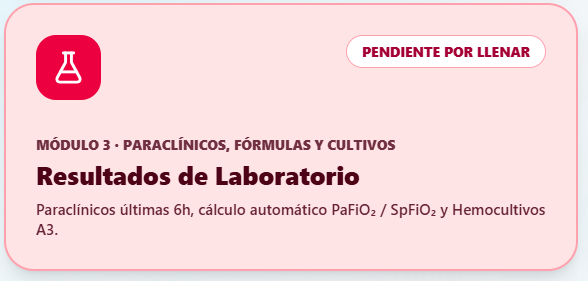 PENDIENTE POR LLENAR
MÓDULO 3 · PARACLÍNICOS, FÓRMULAS Y CULTIVOS
Resultados de Laboratorio
Paraclínicos últimas 6h, cálculo automático PaFiO₂ / SpFiO₂ y Hemocultivos
A3.